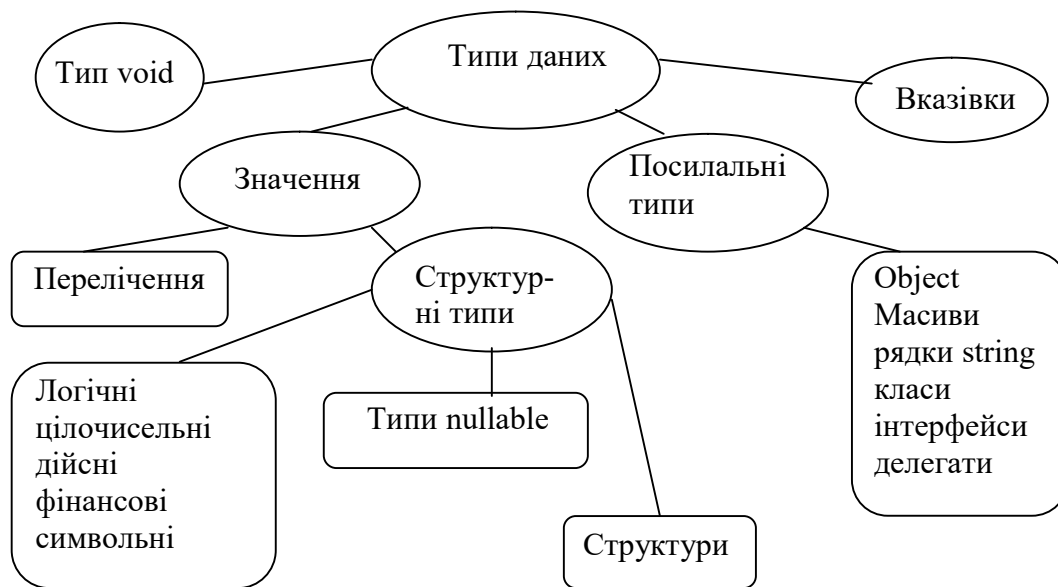 Типи даних
Тип void
Вказівки
Значення
Посилальні
типи
Перелічення
Структур-
ні типи
Object
Масиви
рядки string
класи
інтерфейси
делегати
Логічні
цілочисельні
дійсні
фінансові
символьні
Типи nullable
Структури